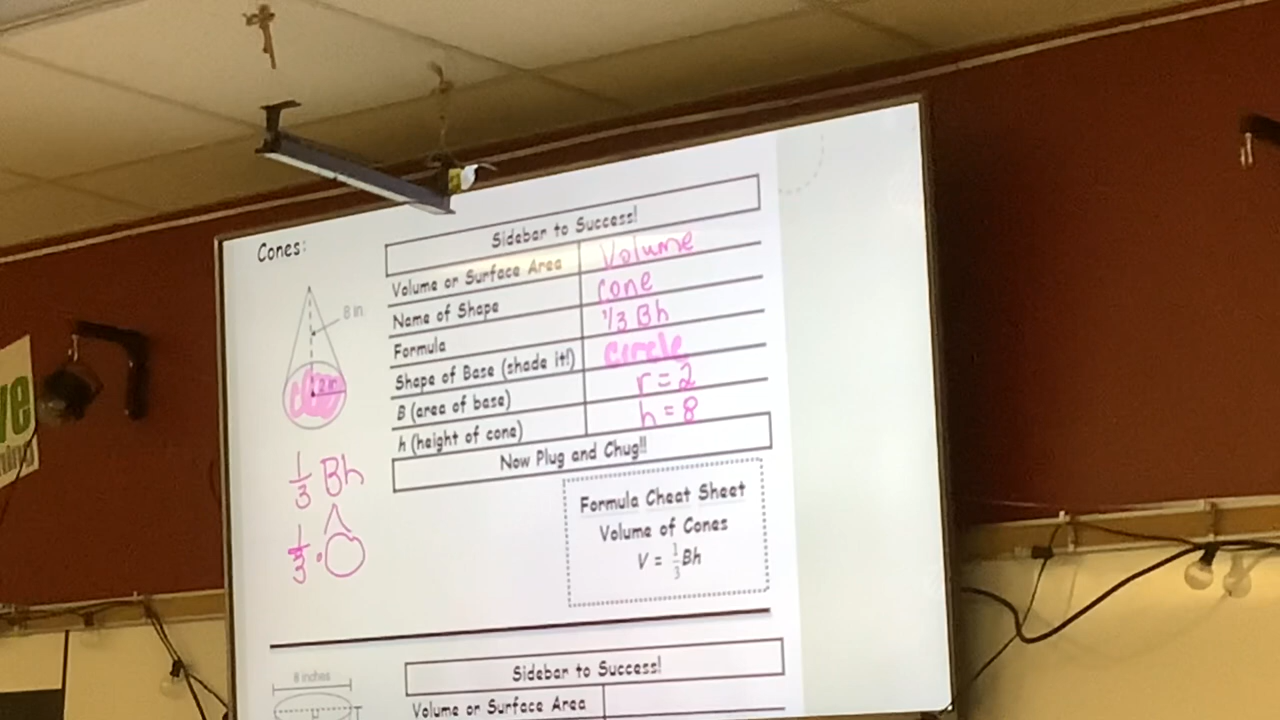 Cones:
8 in.
2 in
Sidebar to Success!
Volume or Surface Area Volume
Name of Shape cone
Formula 1/3 Bh
Shape of Base (shade it!) circle
B (area of base) r = 2
h (height of cone) h = 8
Now Plug and Chug!!
1/3 Bh
1/3 ·
Formula Cheat Sheet
Volume of Cones
V = 1/3 Bh
8 inches
Sidebar to Success!
Volume or Surface Area